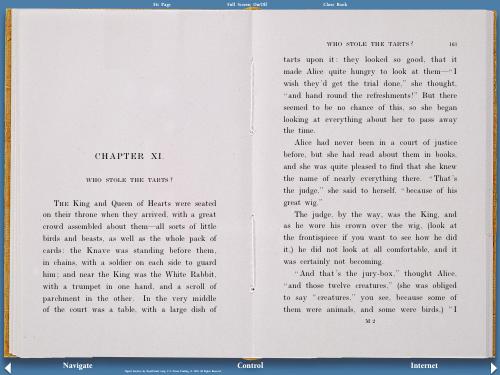 Fit Page
Full Screen On/Off
Close Book
CHAPTER XI.
WHO STOLE THE TARTS?
THE King and Queen of Hearts were seated
on their throne when they arrived, with a great
crowd assembled about them—all sorts of little
birds and beasts, as well as the whole pack of
cards: the Knave was standing before them,
in chains, with a soldier on each side to guard
him; and near the King was the White Rabbit,
with a trumpet in one hand, and a scroll of
parchment in the other. In the very middle
of the court was a table, with a large dish of
WHO STOLE THE TARTS? 161
tarts upon it: they looked so good, that it
made Alice quite hungry to look at them—"I
wish they'd get the trial done," she thought,
"and hand round the refreshments!" But there
seemed to be no chance of this, so she began
looking at everything about her to pass away
the time.
Alice had never been in a court of justice
before, but she had read about them in books,
and she was quite pleased to find that she knew
the name of nearly everything there. "That's
the judge," she said to herself, "because of his
great wig."
The judge, by the way, was the King, and
as he wore his crown over the wig, (look at
the frontispiece if you want to see how he did
it,) he did not look at all comfortable, and it
was certainly not becoming.
"And that's the jury-box," thought Alice,
"and those twelve creatures," (she was obliged
to say "creatures," you see, because some of
them were animals, and some were birds,) "I
M 2
Navigate
Control
Internet